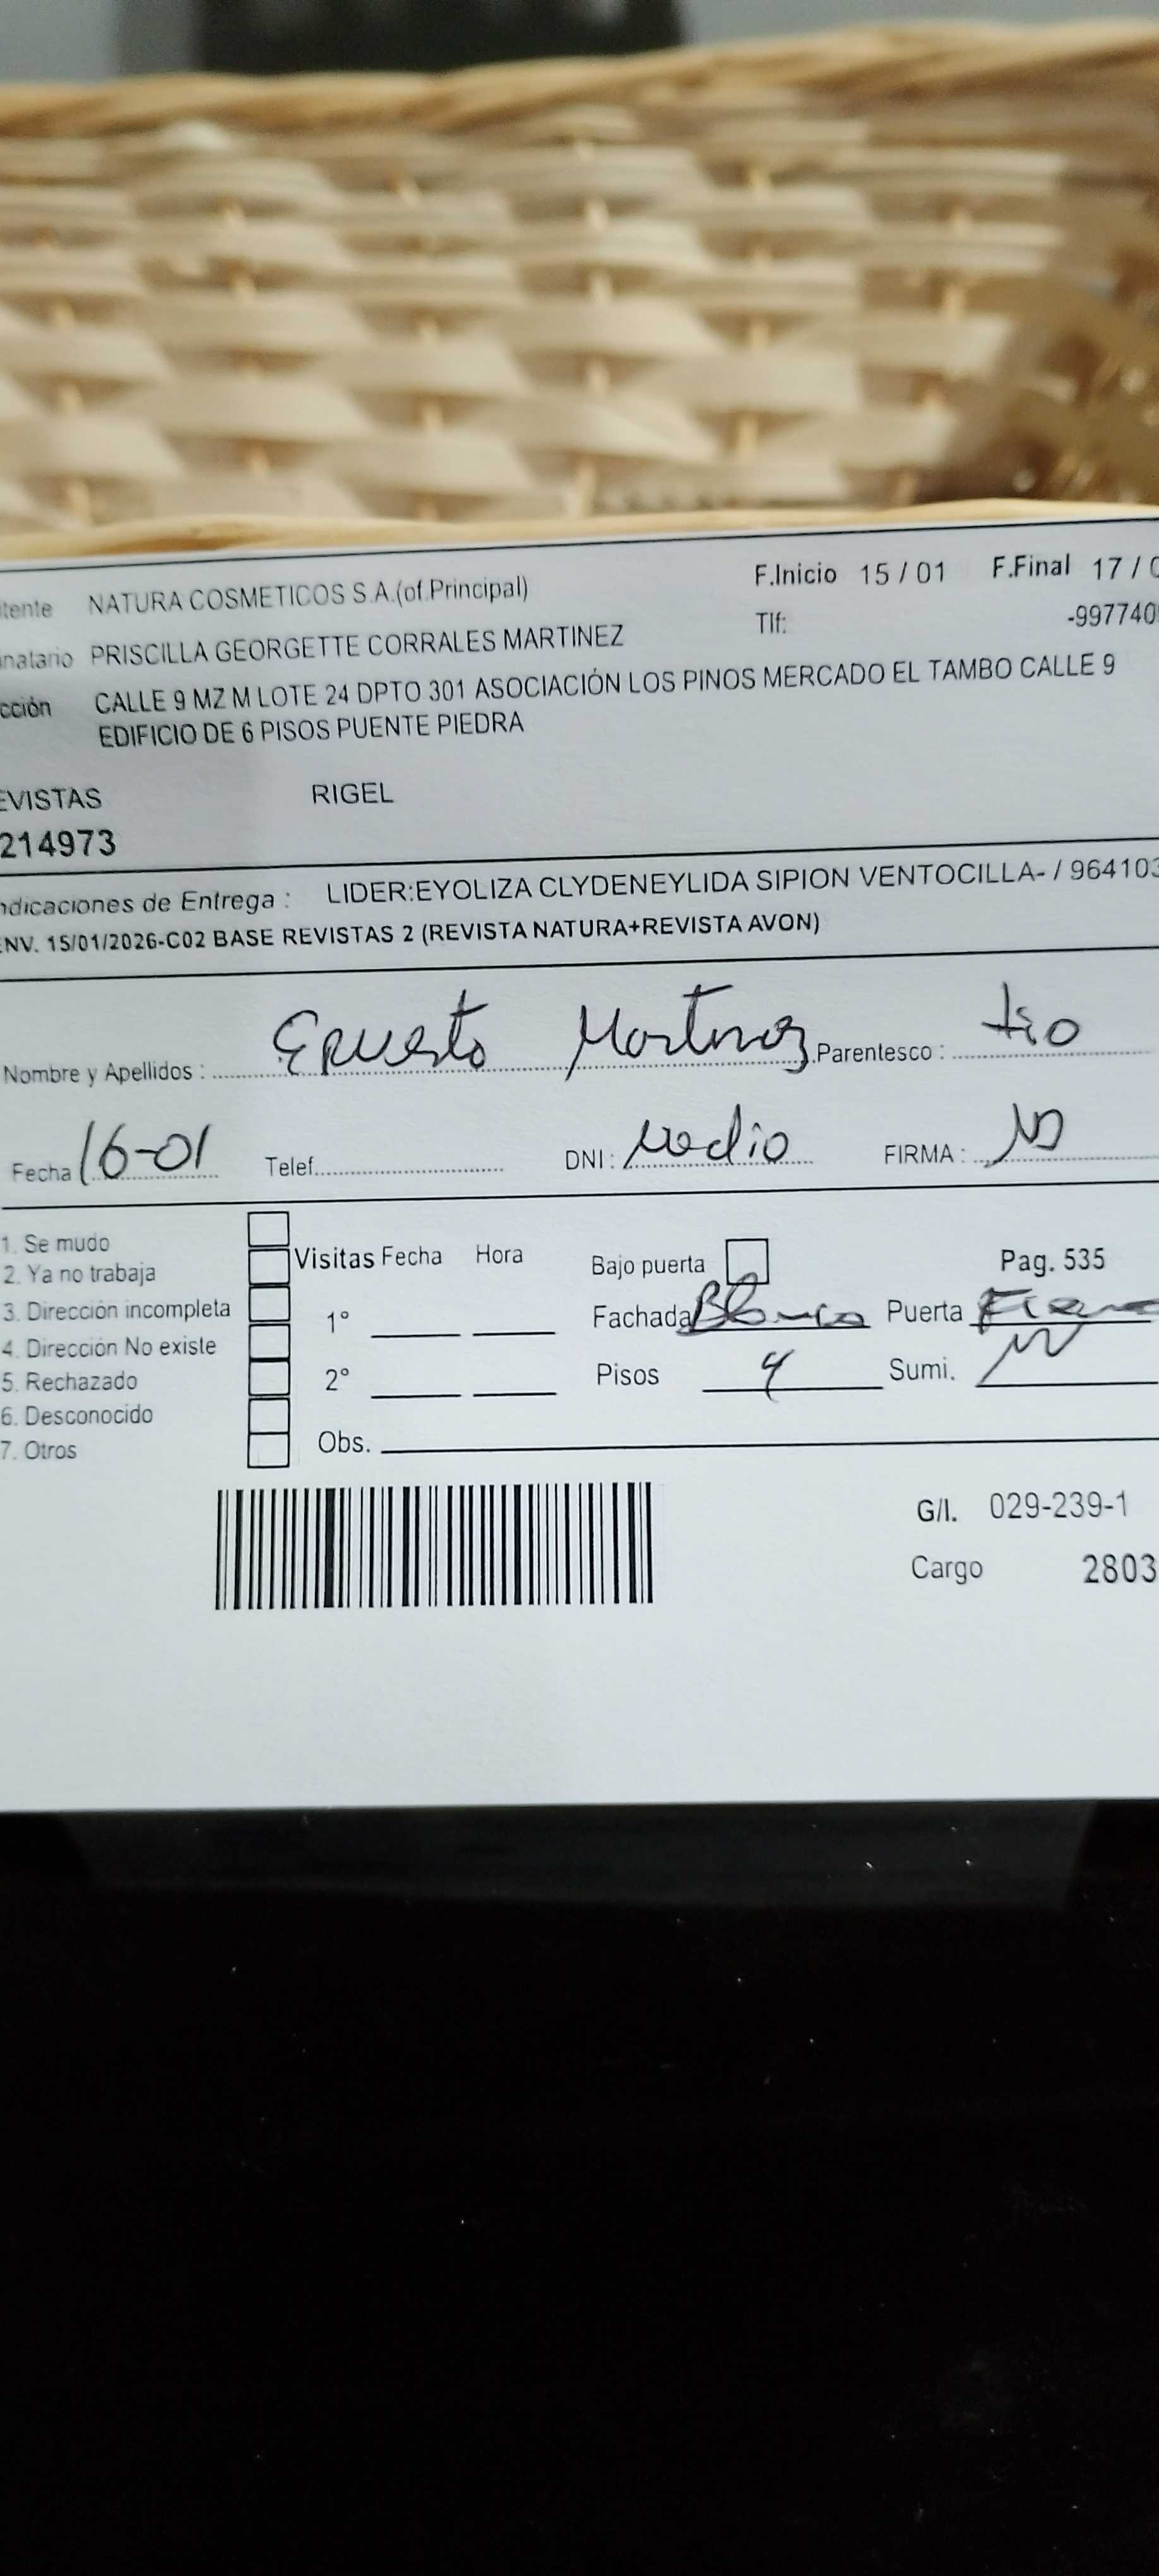 itente NATURA COSMETICOS S.A.(of.Principal) F.Inicio 15 / 01 F.Final 17 / 0
inatario PRISCILLA GEORGETTE CORRALES MARTINEZ Tlf: -997740
cción CALLE 9 MZ M LOTE 24 DPTO 301 ASOCIACIÓN LOS PINOS MERCADO EL TAMBO CALLE 9
EDIFICIO DE 6 PISOS PUENTE PIEDRA
EVISTAS RIGEL
214973
ndicaciones de Entrega : LIDER:EYOLIZA CLYDENEYLIDA SIPION VENTOCILLA- / 964103
ENV. 15/01/2026-C02 BASE REVISTAS 2 (REVISTA NATURA+REVISTA AVON)
Nombre y Apellidos : Ernesto Martinez Parentesco : tio
Fecha 16-01 Telef. DNI : FIRMA :
1. Se mudo
2. Ya no trabaja Visitas Fecha Hora Bajo puerta Pag. 535
3. Dirección incompleta 1° Fachada Blanca Puerta
4. Dirección No existe
5. Rechazado 2° Pisos 4 Sumi.
6. Desconocido
7. Otros Obs.
G/I. 029-239-1
Cargo 2803